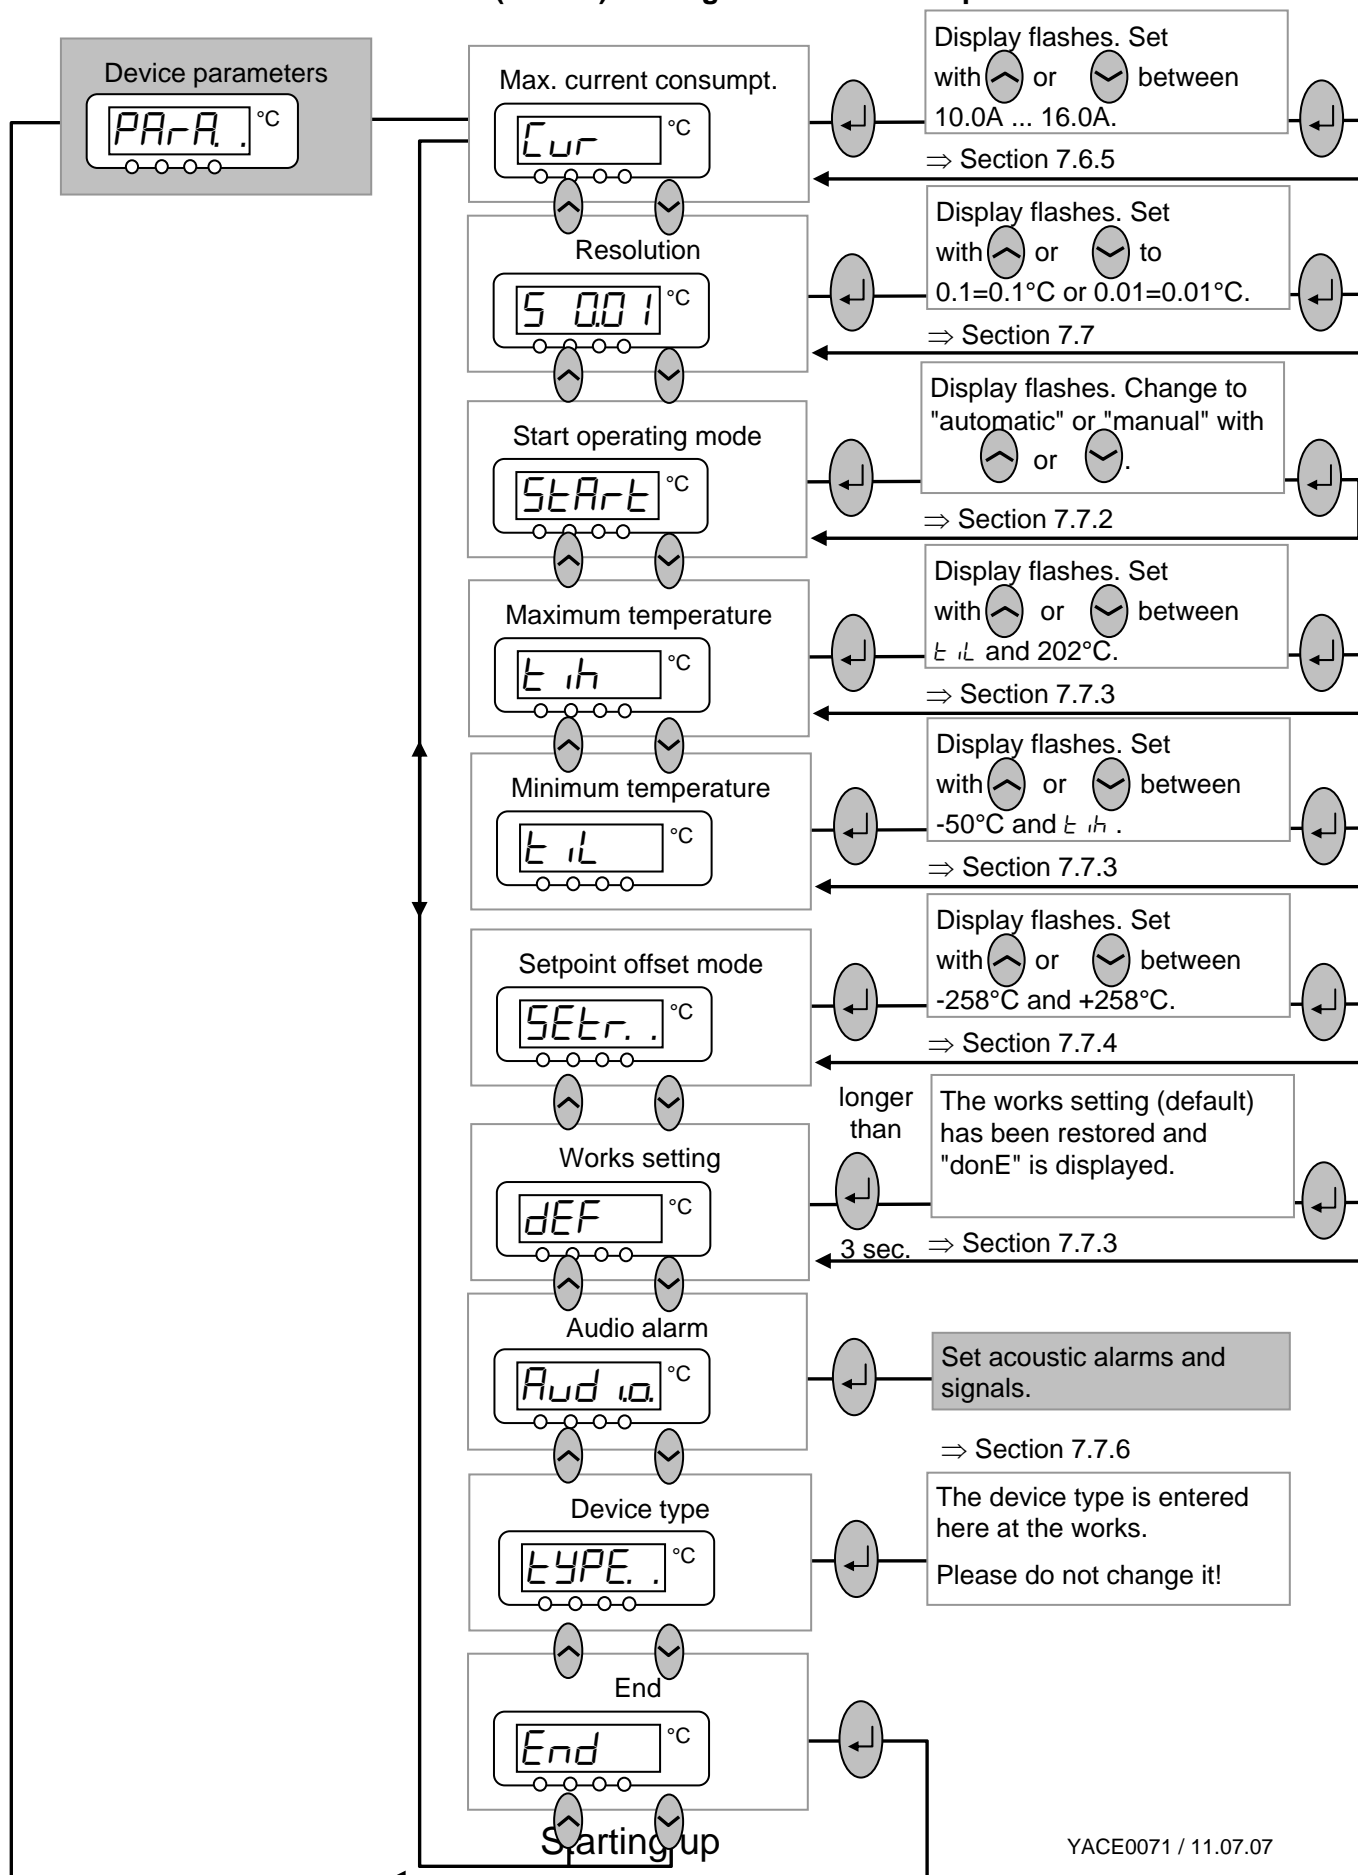 Device parameters
PArA. .
°C
Max. current consumpt.
Cur
°C
Display flashes. Set
with or between
10.0A ... 16.0A.
⇒ Section 7.6.5
Resolution
S 0.01
°C
Display flashes. Set
with or to
0.1=0.1°C or 0.01=0.01°C.
⇒ Section 7.7
Start operating mode
StArt
°C
Display flashes. Change to
"automatic" or "manual" with
or .
⇒ Section 7.7.2
Maximum temperature
t ih
°C
Display flashes. Set
with or between
t iL and 202°C.
⇒ Section 7.7.3
Minimum temperature
t iL
°C
Display flashes. Set
with or between
-50°C and t ih .
⇒ Section 7.7.3
Setpoint offset mode
SEtr. .
°C
Display flashes. Set
with or between
-258°C and +258°C.
⇒ Section 7.7.4
Works setting
dEF
°C
longer
than
3 sec.
The works setting (default)
has been restored and
"donE" is displayed.
⇒ Section 7.7.3
Audio alarm
Aud i.o.
°C
Set acoustic alarms and
signals.
⇒ Section 7.7.6
Device type
tYPE. .
°C
The device type is entered
here at the works.
Please do not change it!
End
End
°C
Starting up
YACE0071 / 11.07.07